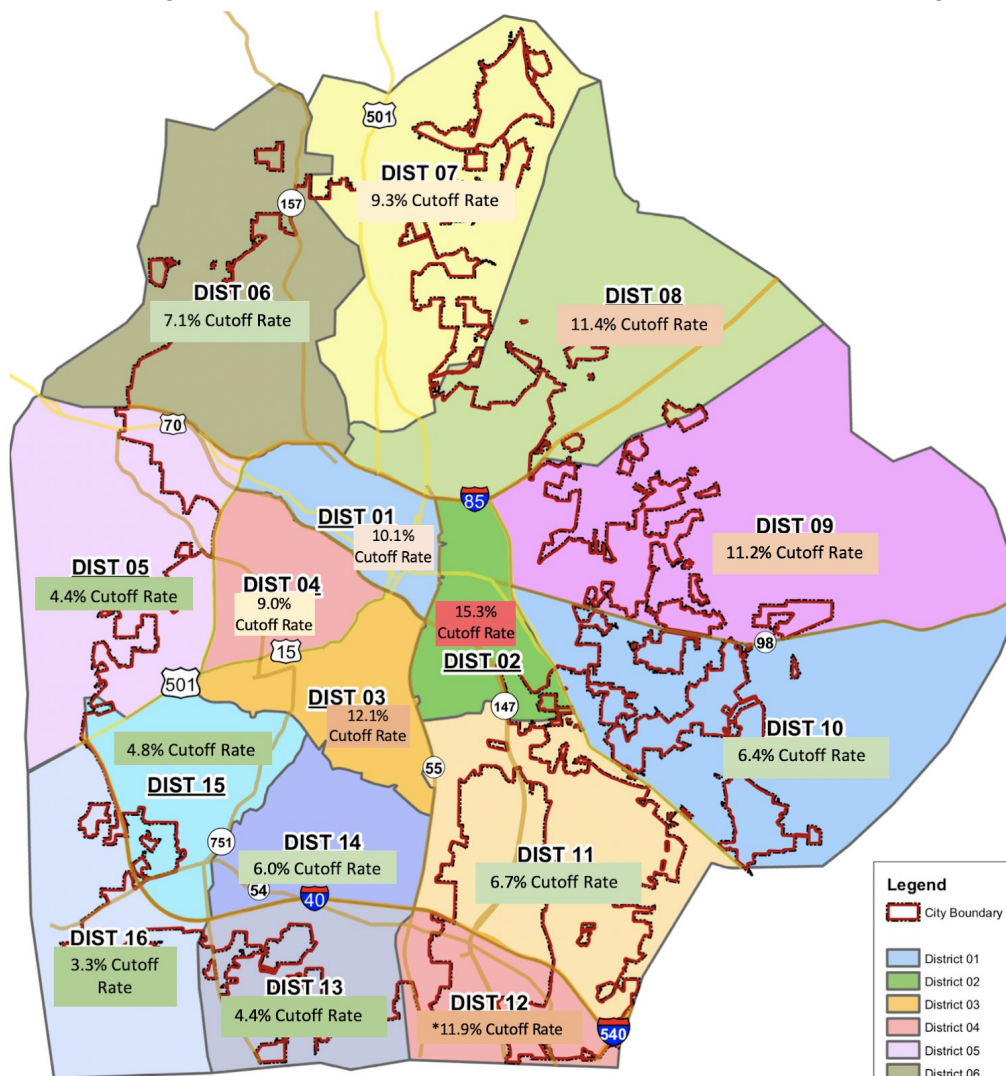 501
DIST 07
9.3% Cutoff Rate
157
DIST 06
7.1% Cutoff Rate
DIST 08
11.4% Cutoff Rate
70
85
DIST 01
10.1%
Cutoff Rate
DIST 09
11.2% Cutoff Rate
DIST 05
4.4% Cutoff Rate
DIST 04
9.0%
Cutoff Rate
15.3%
Cutoff Rate
DIST 02
15
98
501
DIST 03
12.1%
Cutoff Rate
147
DIST 10
6.4% Cutoff Rate
4.8% Cutoff Rate
DIST 15
55
751
DIST 14
6.0% Cutoff Rate
54
40
DIST 11
6.7% Cutoff Rate
DIST 16
3.3% Cutoff
Rate
DIST 13
4.4% Cutoff Rate
DIST 12
*11.9% Cutoff Rate
540
Legend
City Boundary
District 01
District 02
District 03
District 04
District 05
District 06